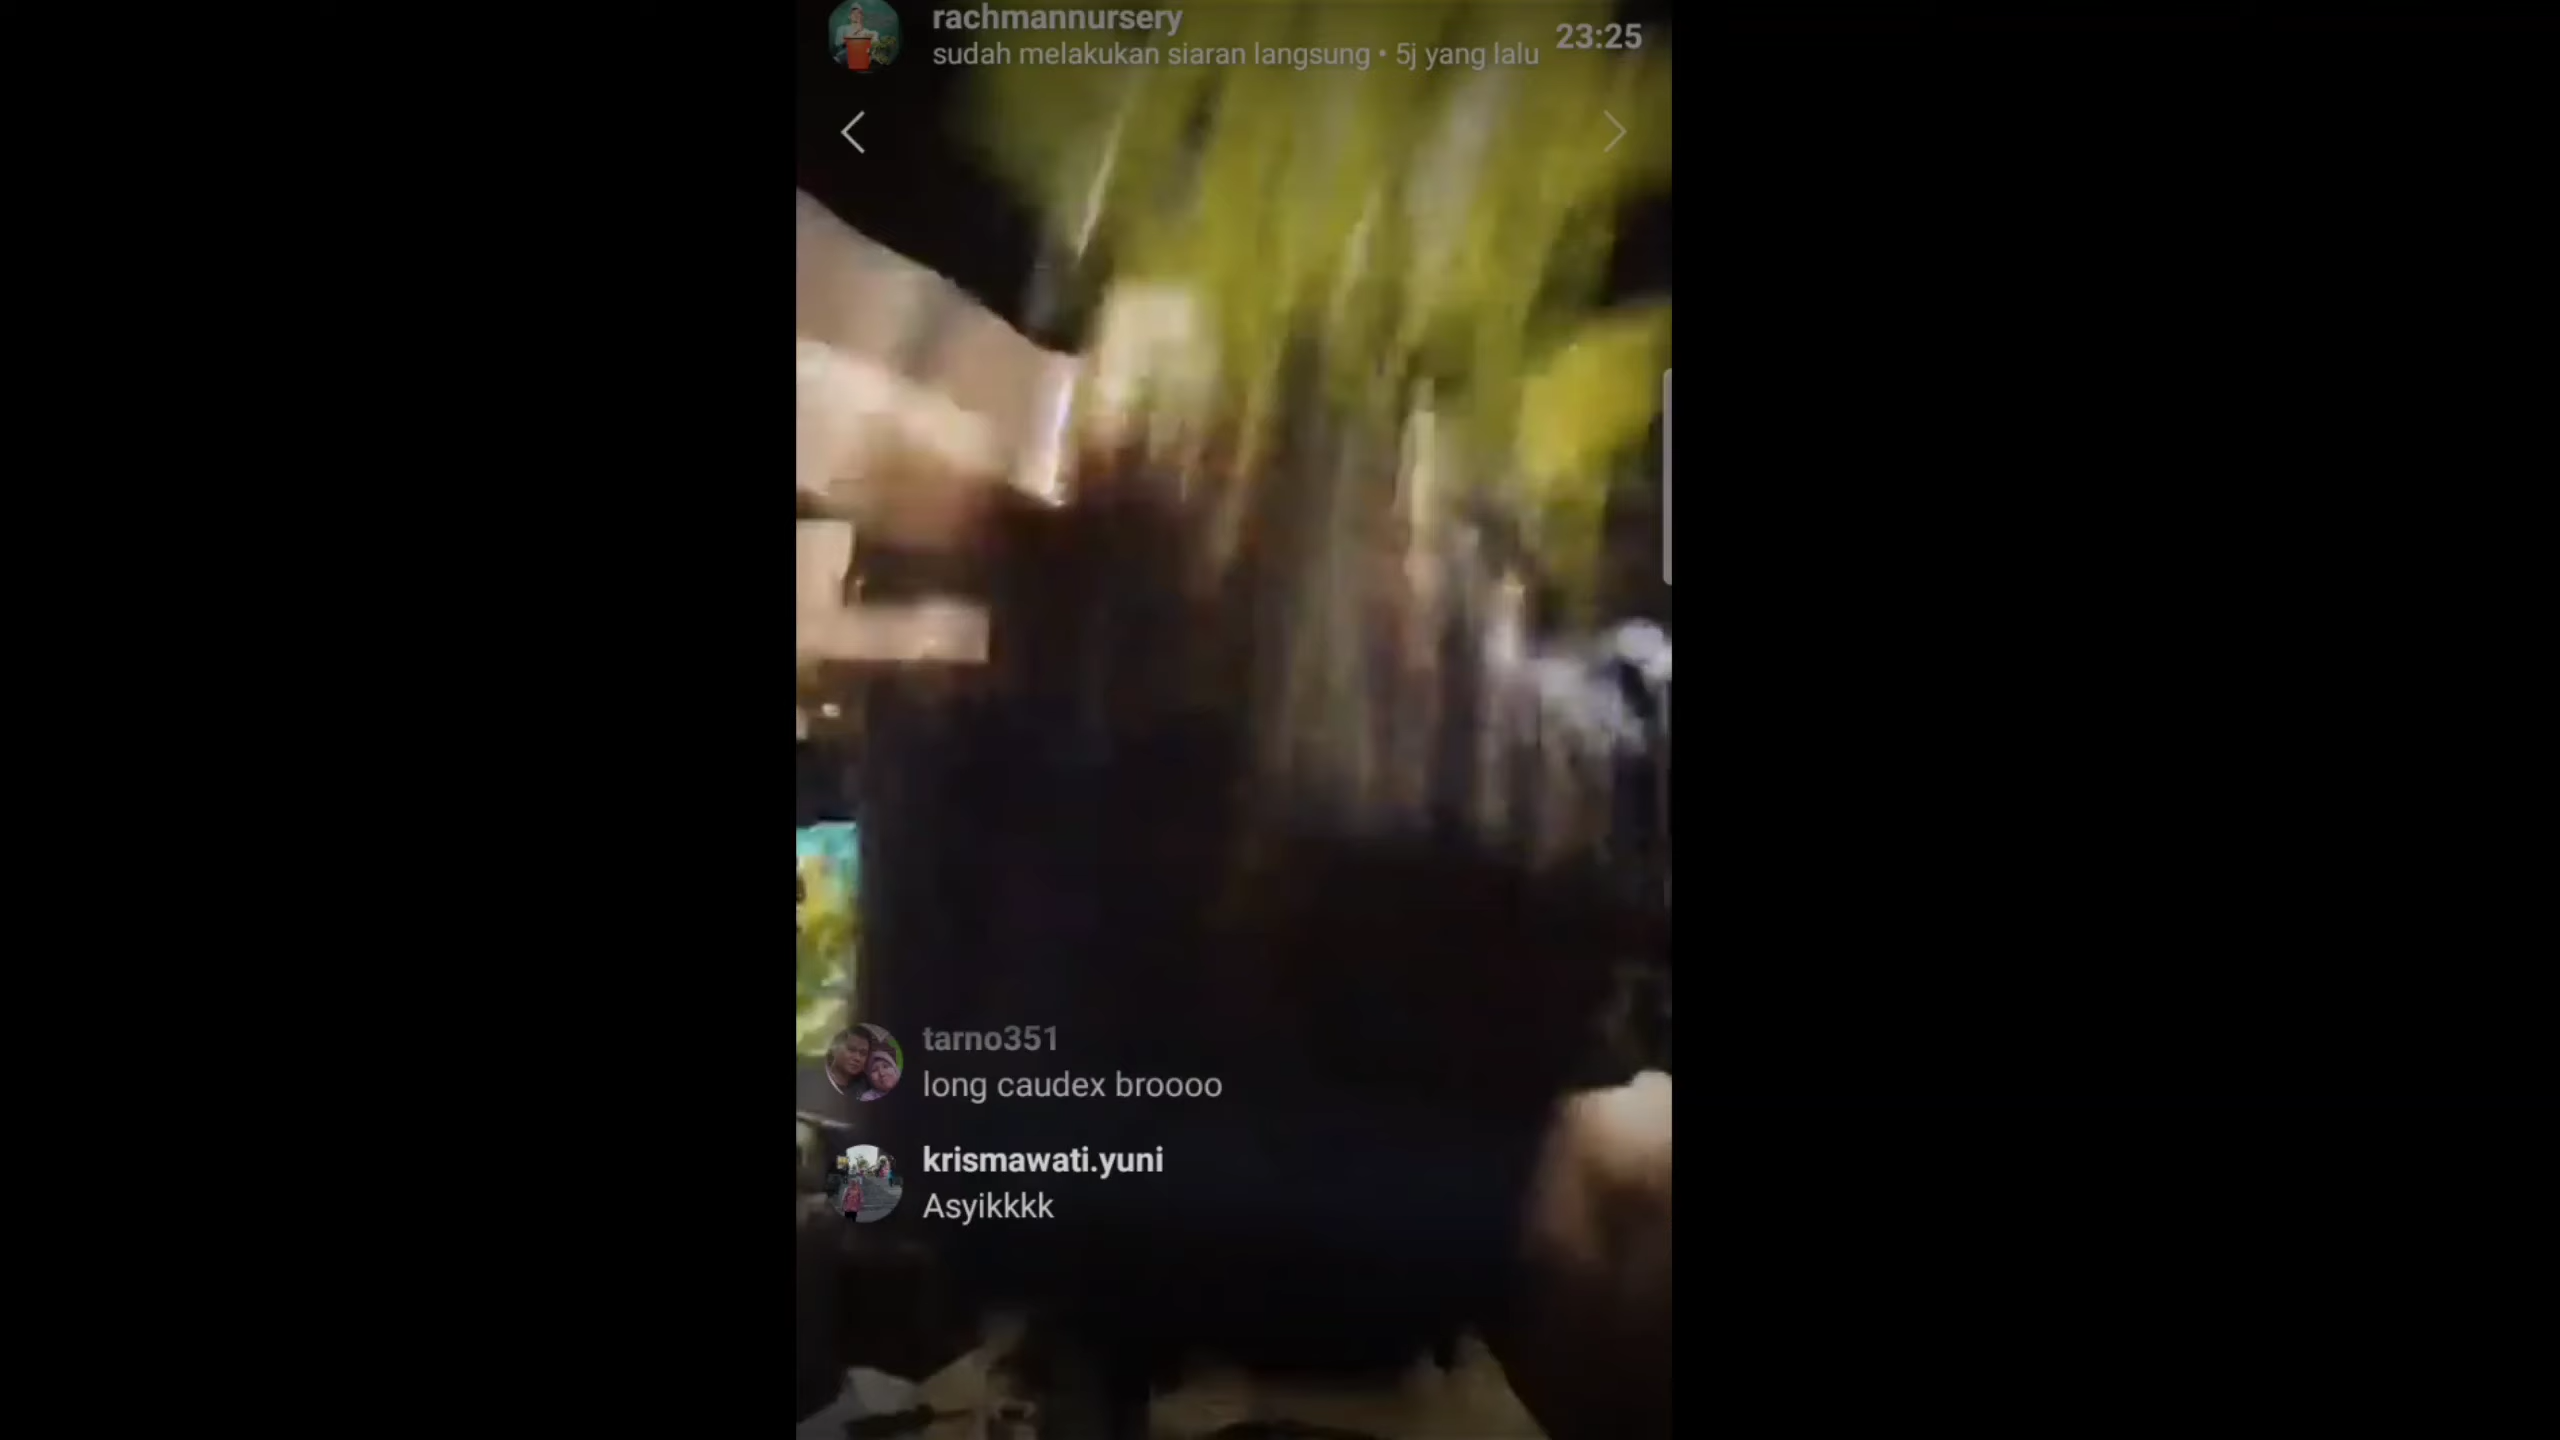 rachmannursery
sudah melakukan siaran langsung • 5j yang lalu
23:25
tarno351
long caudex broooo
krismawati.yuni
Asyikkkk